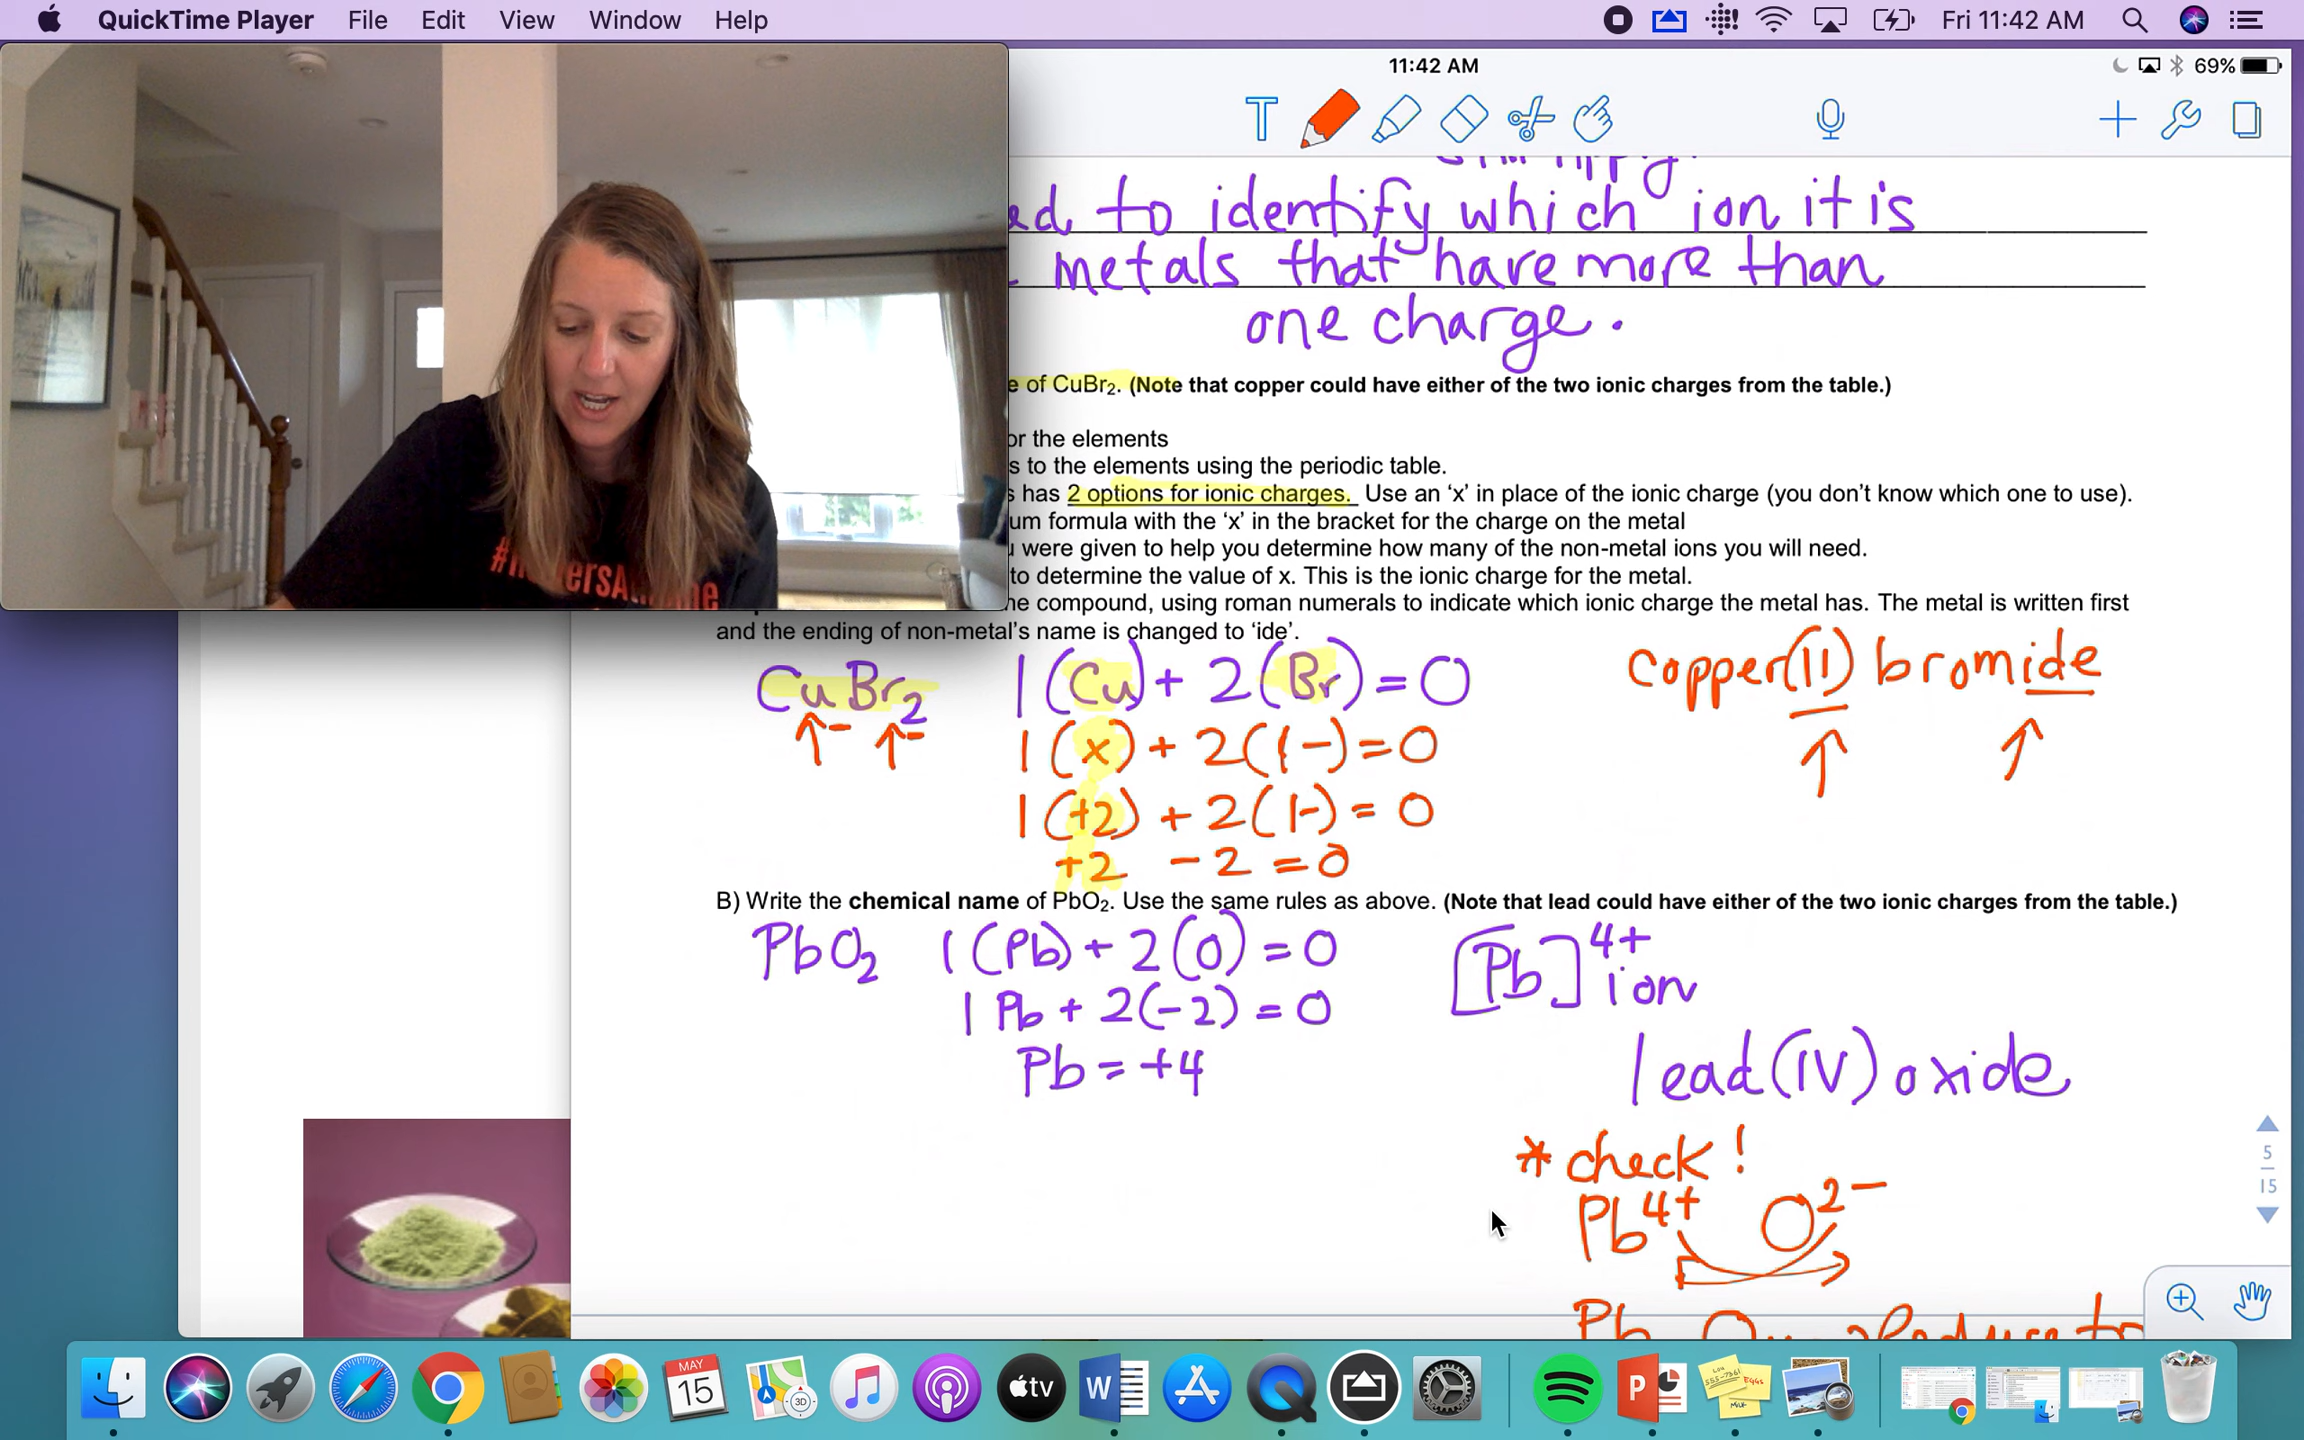 QuickTime Player File Edit View Window Help Fri 11:42 AM
11:42 AM 69%
T
ed to identify which ion it is
metals that have more than
one charge.
e of CuBr₂. (Note that copper could have either of the two ionic charges from the table.)
or the elements
s to the elements using the periodic table.
s has 2 options for ionic charges. Use an ‘x’ in place of the ionic charge (you don’t know which one to use).
um formula with the ‘x’ in the bracket for the charge on the metal
u were given to help you determine how many of the non-metal ions you will need.
to determine the value of x. This is the ionic charge for the metal.
he compound, using roman numerals to indicate which ionic charge the metal has. The metal is written first
and the ending of non-metal’s name is changed to ‘ide’.
CuBr₂ 1(Cu) + 2(Br) = 0 copper(II) bromide
↑- ↑- 1(x) + 2(1-) = 0 ↑ ↑
1(+2) + 2(1-) = 0
+2 - 2 = 0
B) Write the chemical name of PbO₂. Use the same rules as above. (Note that lead could have either of the two ionic charges from the table.)
PbO₂ 1(Pb) + 2(O) = 0 [Pb]⁴⁺ ion
1 Pb + 2(-2) = 0
Pb = +4
lead(IV) oxide
* check!
Pb⁴⁺ O²⁻
5
15
MAY
15
3D
tv
W
P